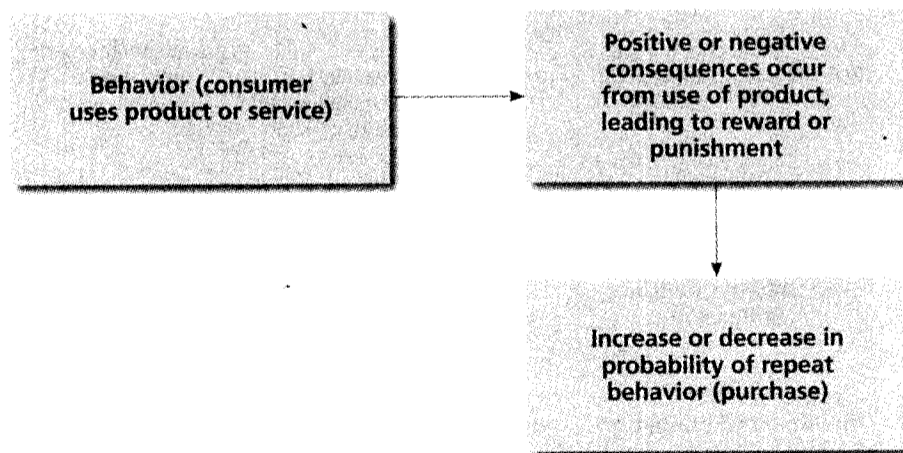 Behavior (consumer
uses product or service)
Positive or negative
consequences occur
from use of product,
leading to reward or
punishment
Increase or decrease in
probability of repeat
behavior (purchase)